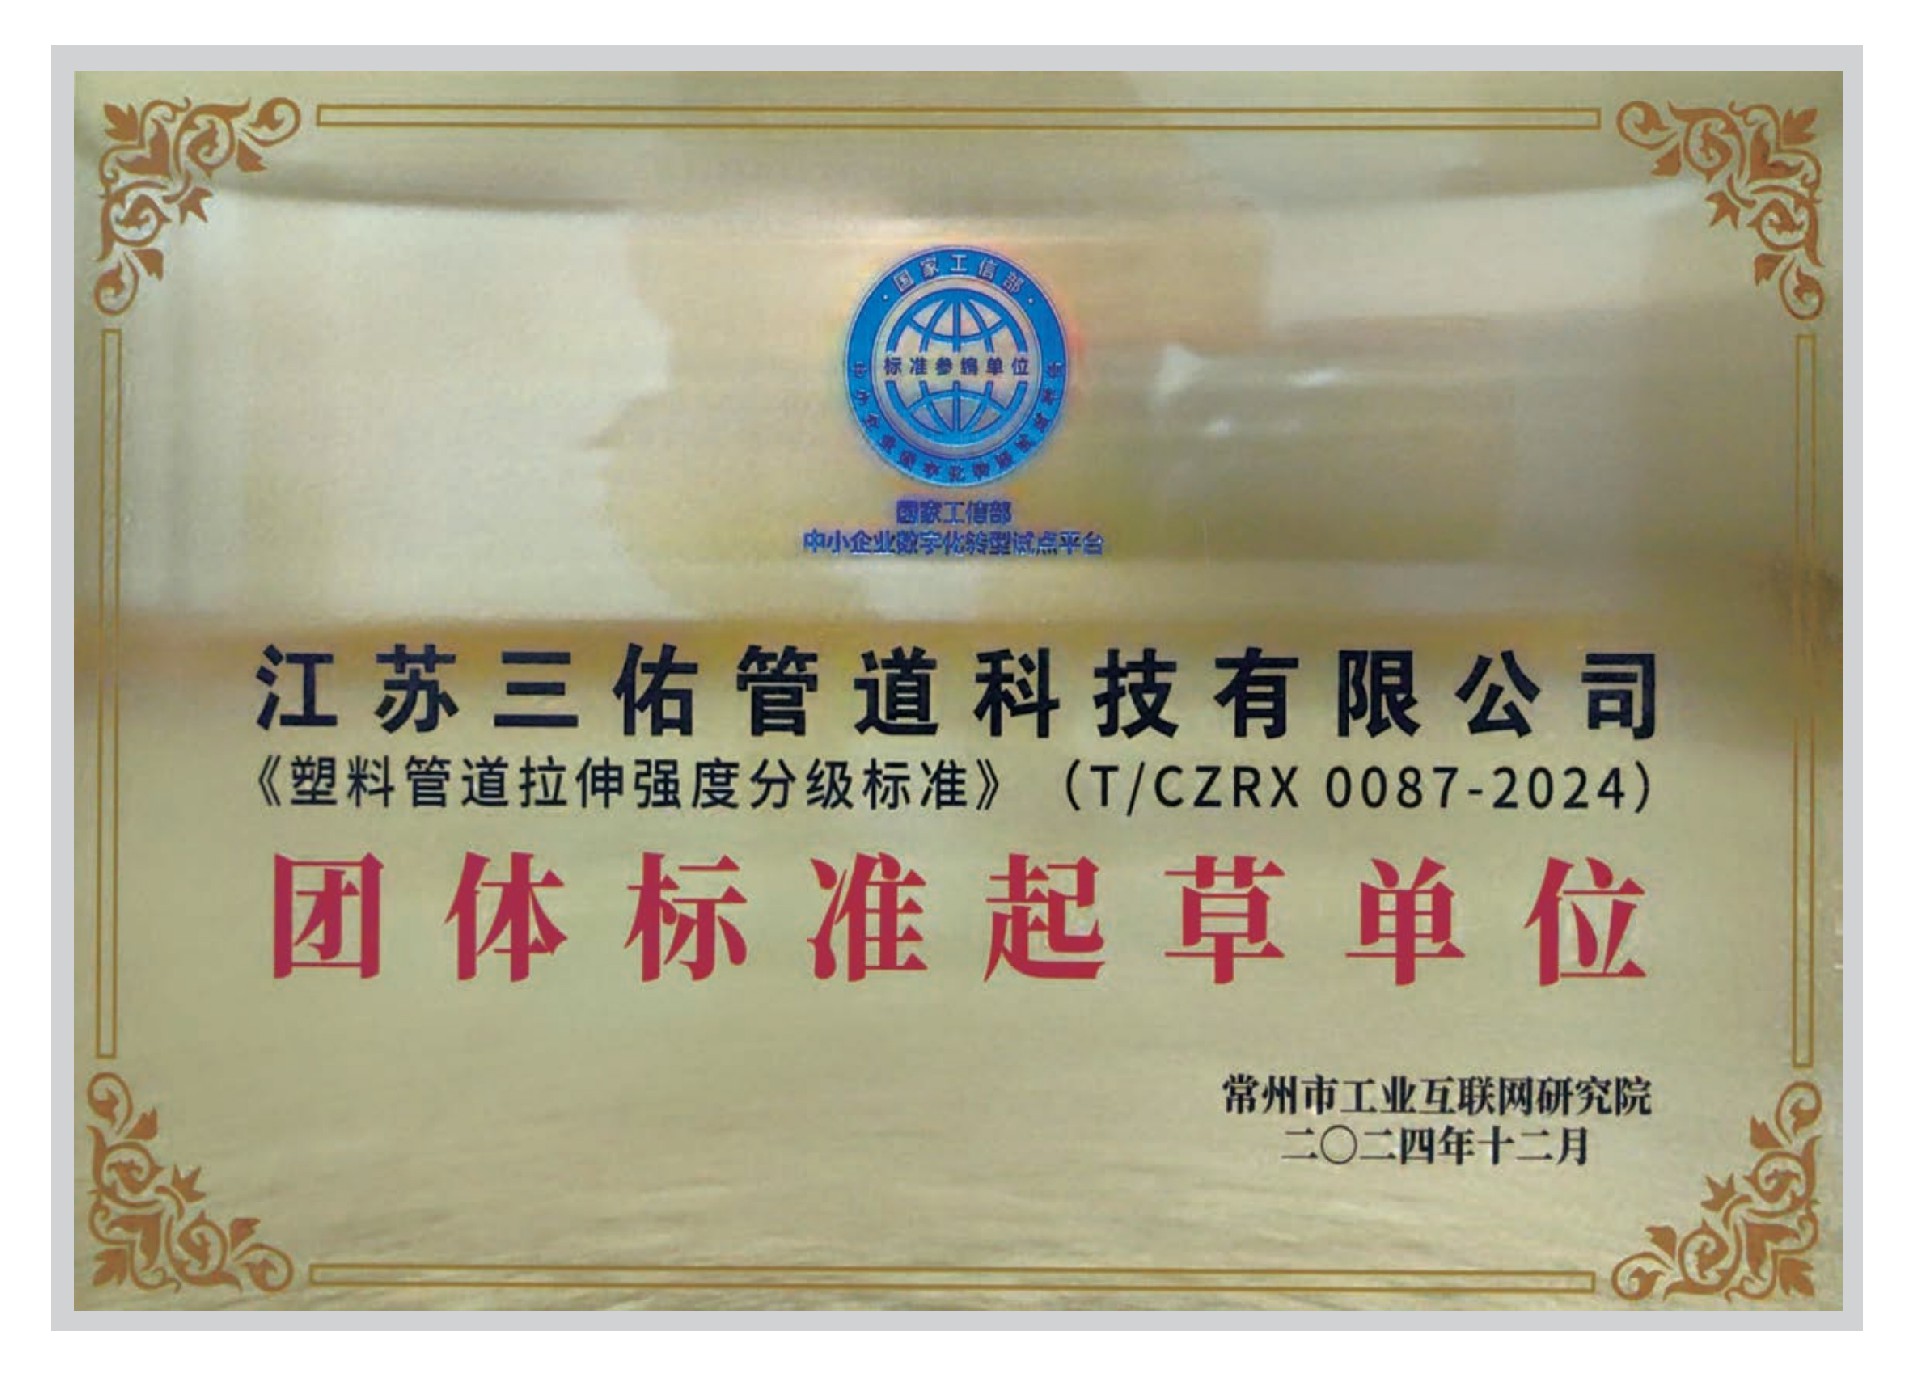 国家工信部
标准参编单位
国家工信部
中小企业数字化转型试点平台
江苏三佑管道科技有限公司
《塑料管道拉伸强度分级标准》（T/CZRX 0087-2024）
团体标准起草单位
常州市工业互联网研究院
二〇二四年十二月